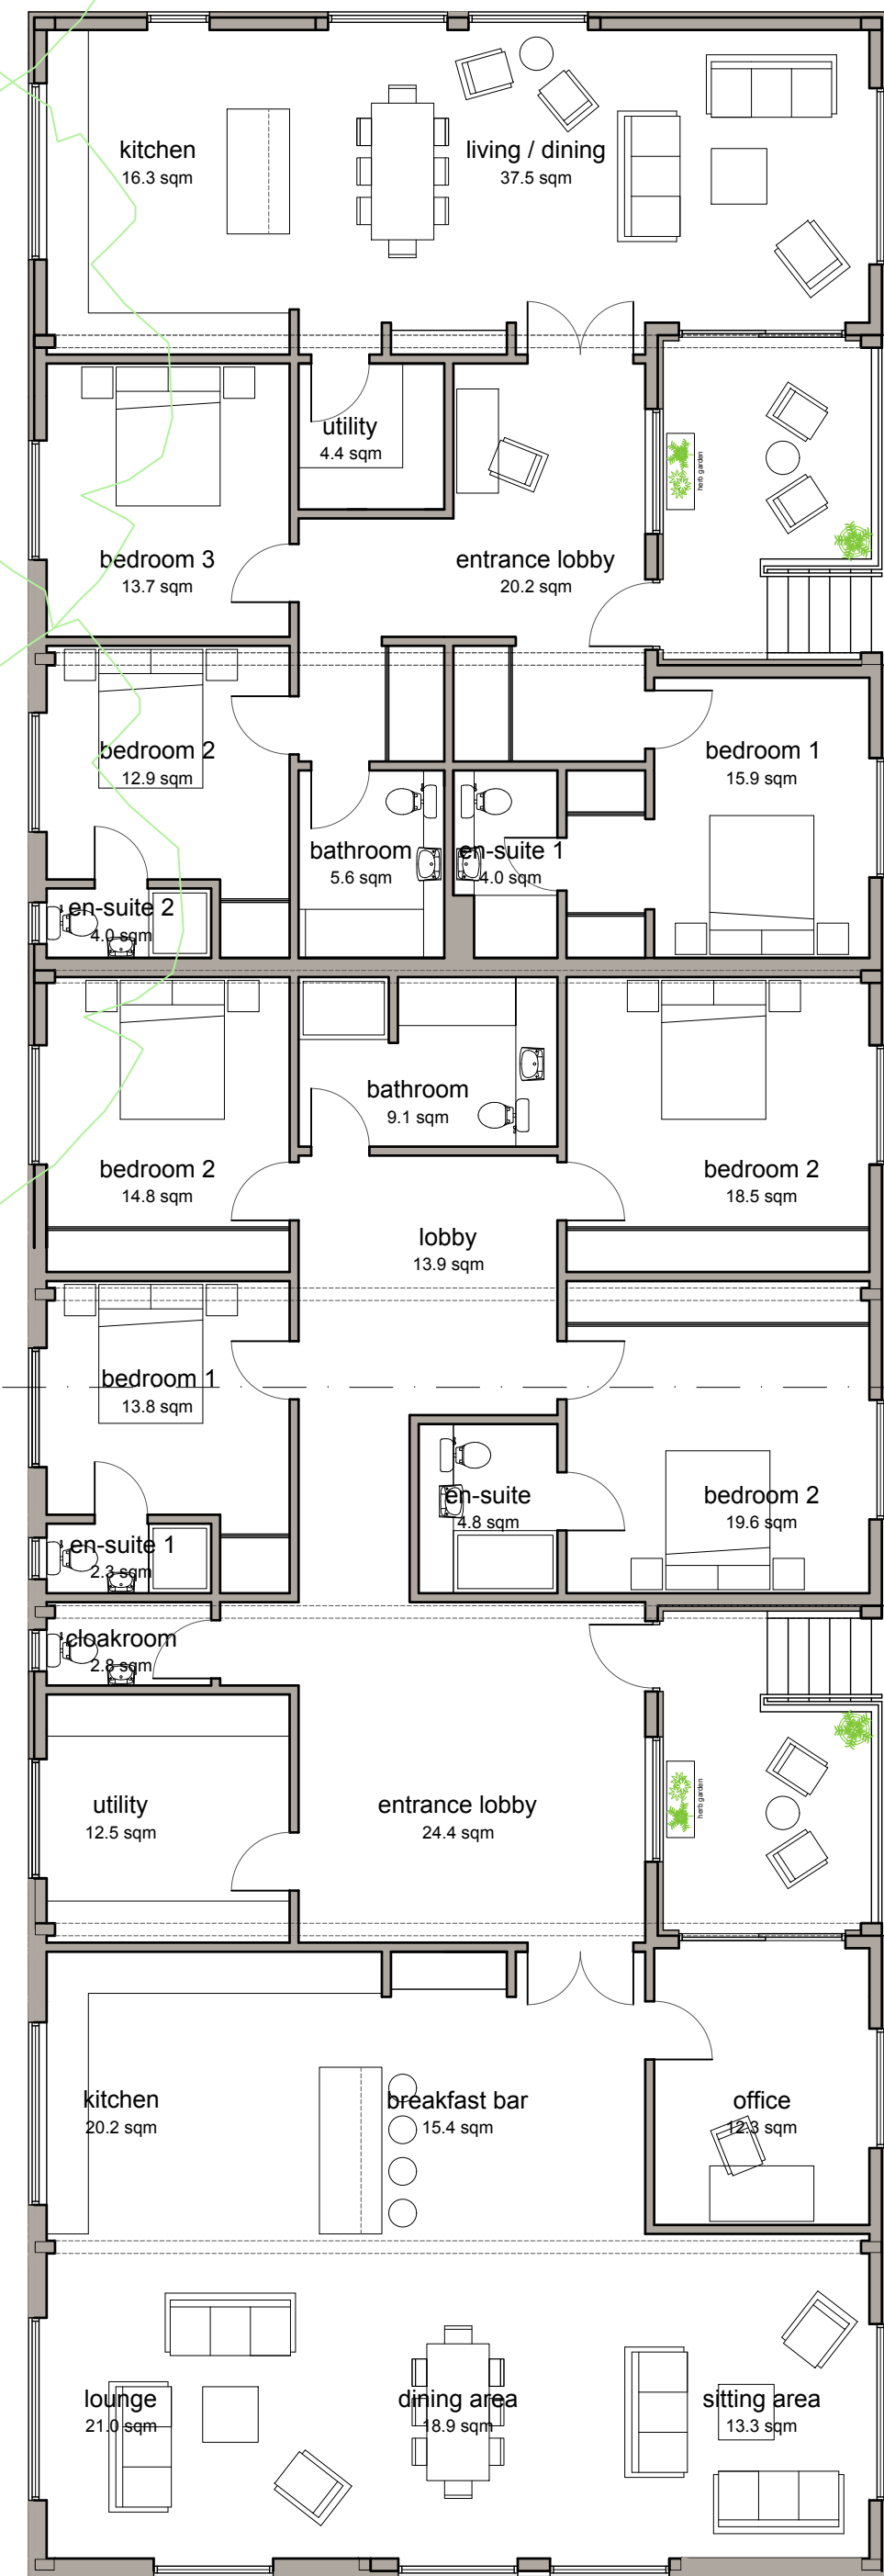 kitchen
16.3 sqm
living / dining
37.5 sqm
utility
4.4 sqm
herb garden
bedroom 3
13.7 sqm
entrance lobby
20.2 sqm
bedroom 2
12.9 sqm
bedroom 1
15.9 sqm
bathroom
5.6 sqm
en-suite 1
4.0 sqm
en-suite 2
4.0 sqm
bathroom
9.1 sqm
bedroom 2
14.8 sqm
bedroom 2
18.5 sqm
lobby
13.9 sqm
bedroom 1
13.8 sqm
en-suite
4.8 sqm
bedroom 2
19.6 sqm
en-suite 1
2.3 sqm
cloakroom
2.8 sqm
utility
12.5 sqm
entrance lobby
24.4 sqm
herb garden
kitchen
20.2 sqm
breakfast bar
15.4 sqm
office
12.3 sqm
lounge
21.0 sqm
dining area
18.9 sqm
sitting area
13.3 sqm